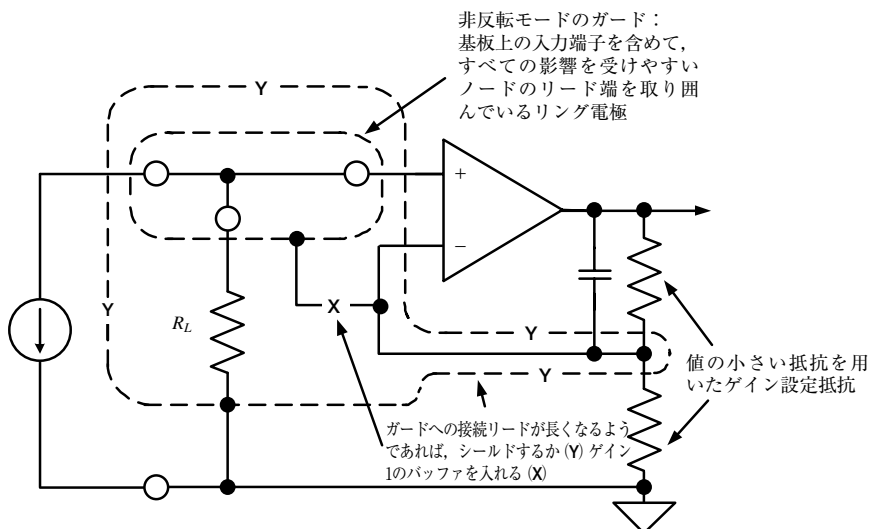 非反転モードのガード：
基板上の入力端子を含めて，
すべての影響を受けやすい
ノードのリード端を取り囲
んでいるリング電極
Y
+
−
Y
X
R_L
Y
Y
値の小さい抵抗を用
いたゲイン設定抵抗
ガードへの接続リードが長くなるよう
であれば，シールドするか (Y) ゲイン
1のバッファを入れる (X)